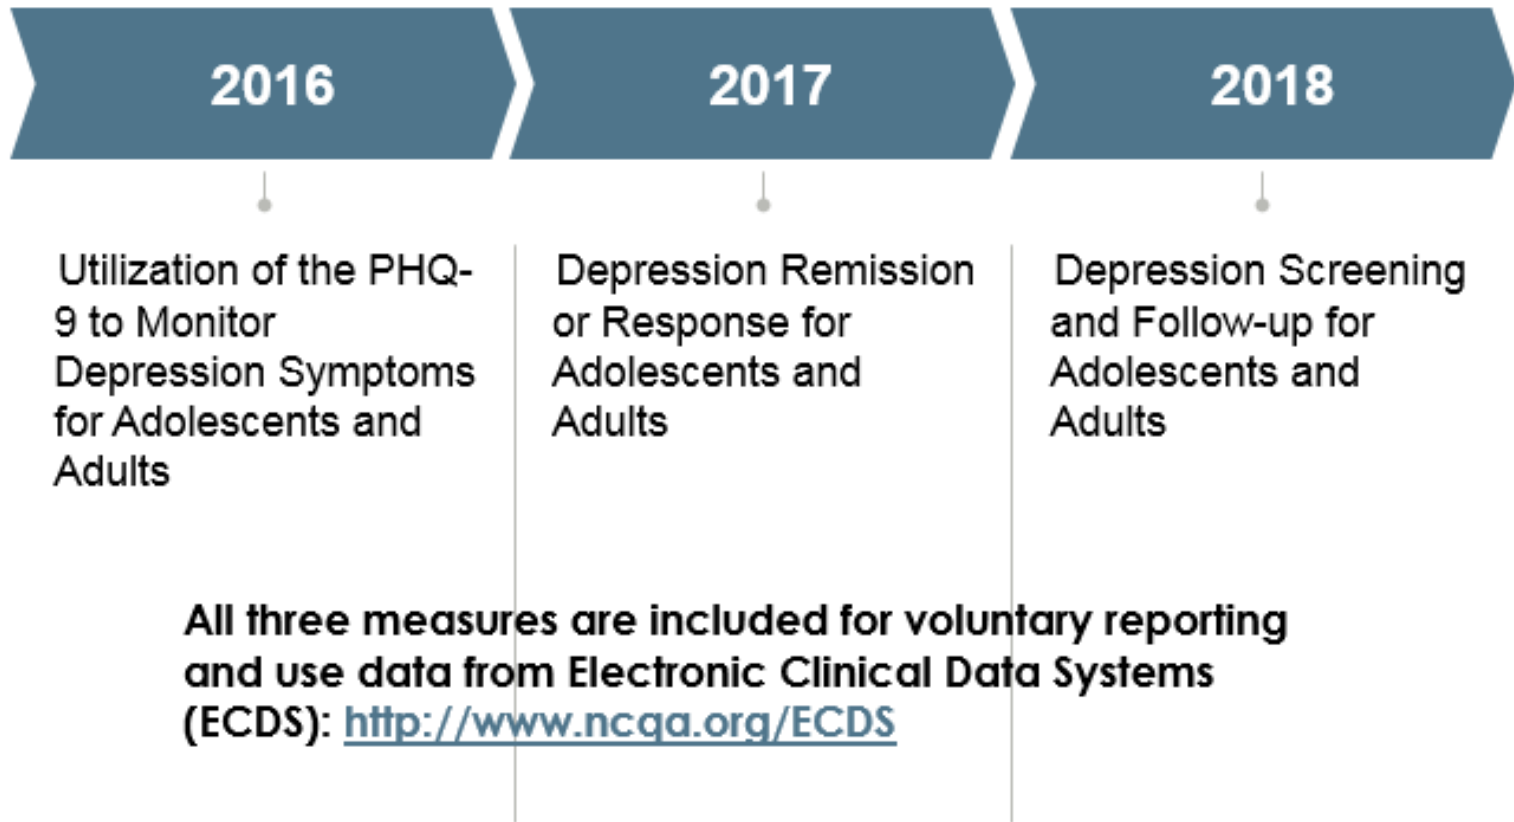 2016
2017
2018
Utilization of the PHQ-
9 to Monitor
Depression Symptoms
for Adolescents and
Adults
Depression Remission
or Response for
Adolescents and
Adults
Depression Screening
and Follow-up for
Adolescents and
Adults
All three measures are included for voluntary reporting
and use data from Electronic Clinical Data Systems
(ECDS): http://www.ncqa.org/ECDS